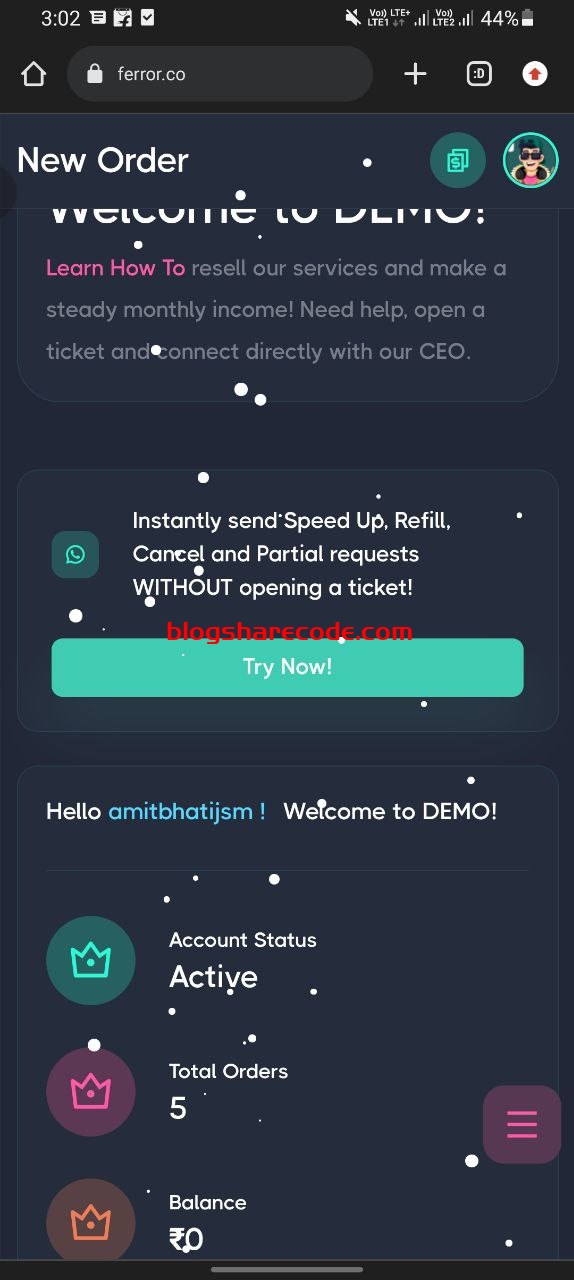 3:02
Vo)) LTE+
LTE1
Vo))
LTE2
44%
ferror.co
:D
New Order
Welcome to DEMO!
Learn How To resell our services and make a
steady monthly income! Need help, open a
ticket and connect directly with our CEO.
Instantly send Speed Up, Refill,
Cancel and Partial requests
WITHOUT opening a ticket!
blogsharecode.com
Try Now!
Hello amitbhatijsm ! Welcome to DEMO!
Account Status
Active
Total Orders
5
Balance
₹0